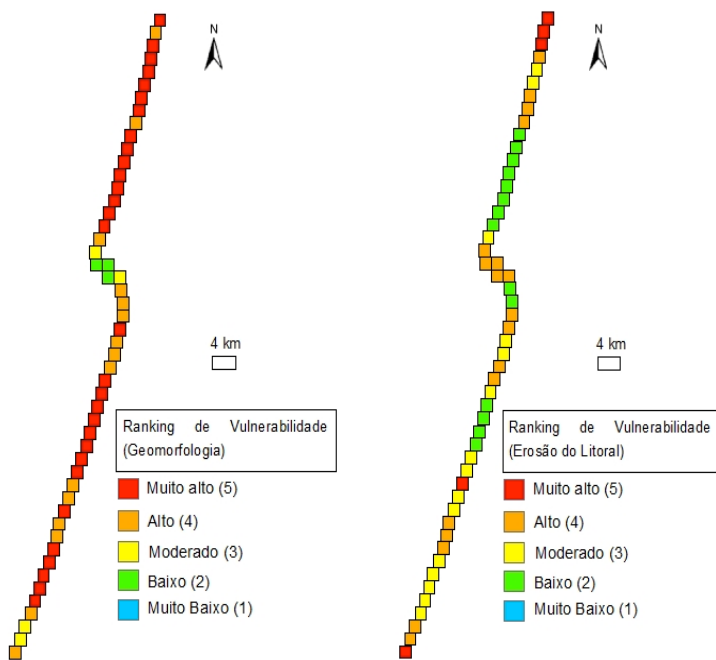 N
4 km
Ranking de Vulnerabilidade
(Geomorfologia)
Muito alto (5)
Alto (4)
Moderado (3)
Baixo (2)
Muito Baixo (1)
N
4 km
Ranking de Vulnerabilidade
(Erosão do Litoral)
Muito alto (5)
Alto (4)
Moderado (3)
Baixo (2)
Muito Baixo (1)